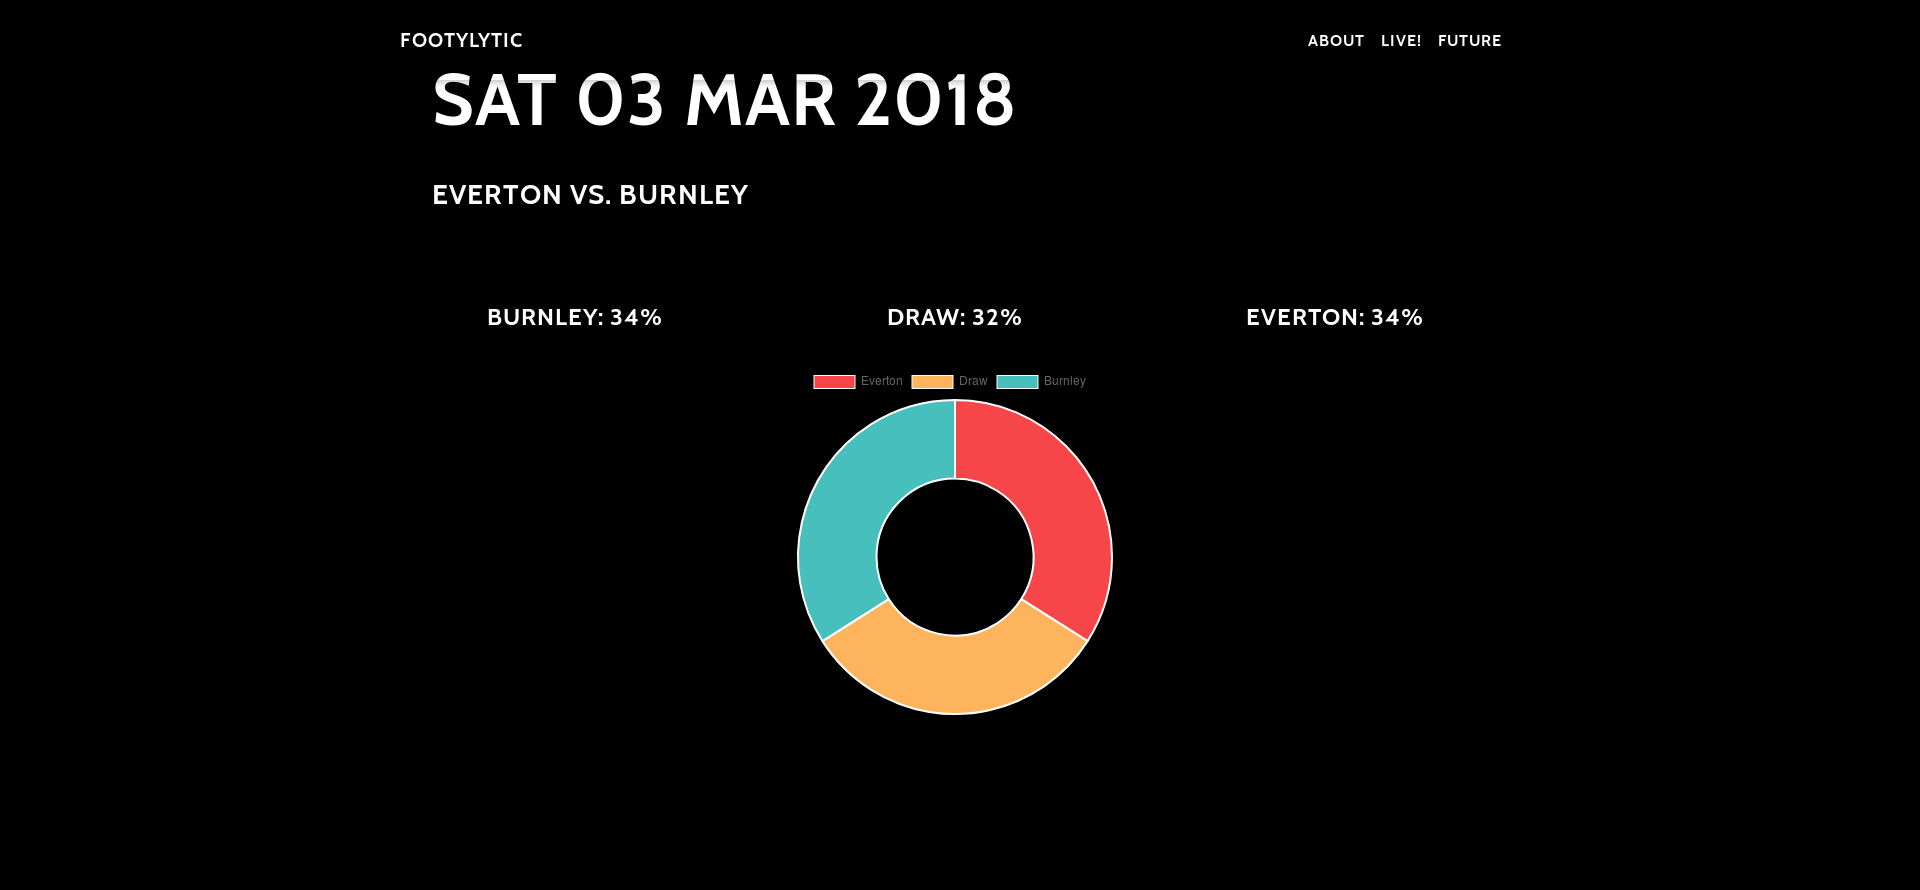 FOOTYLYTIC
ABOUT LIVE! FUTURE
SAT 03 MAR 2018
EVERTON VS. BURNLEY
BURNLEY: 34%
DRAW: 32%
EVERTON: 34%
Everton Draw Burnley